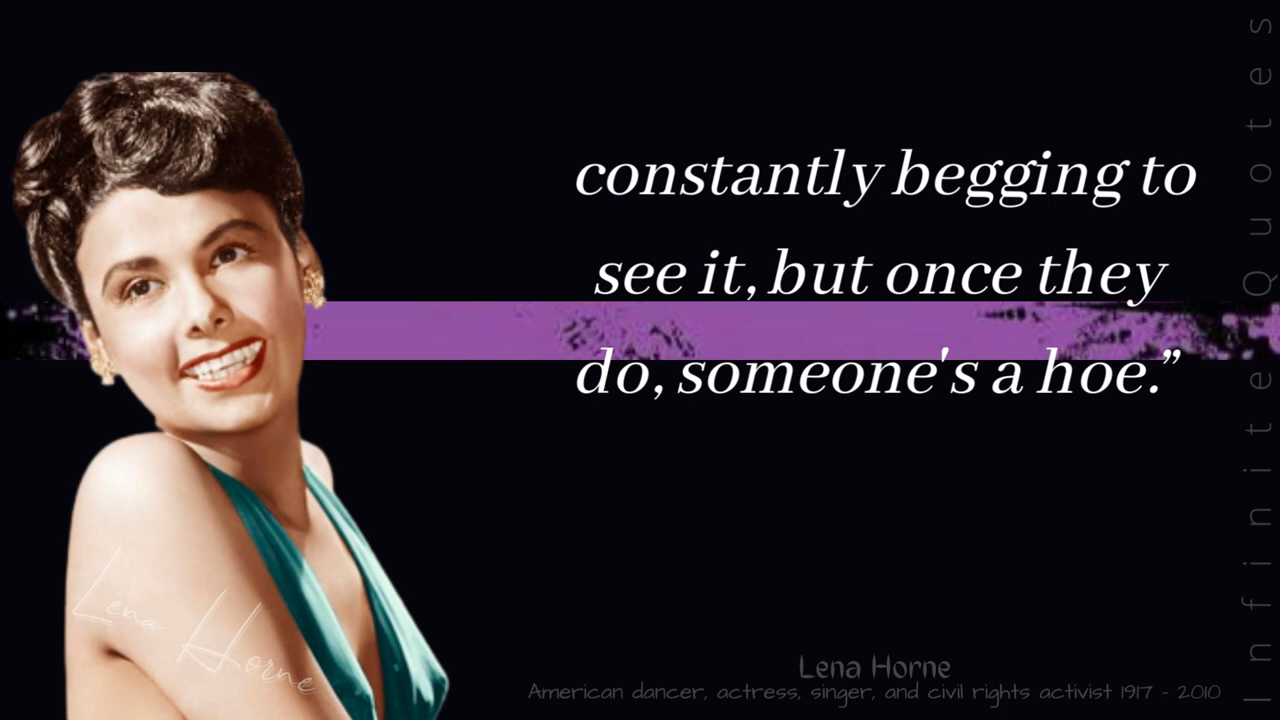 constantly begging to
see it, but once they
do, someone's a hoe.”
Lena Horne
Lena Horne
American dancer, actress, singer, and civil rights activist 1917 - 2010
Infinite Quotes